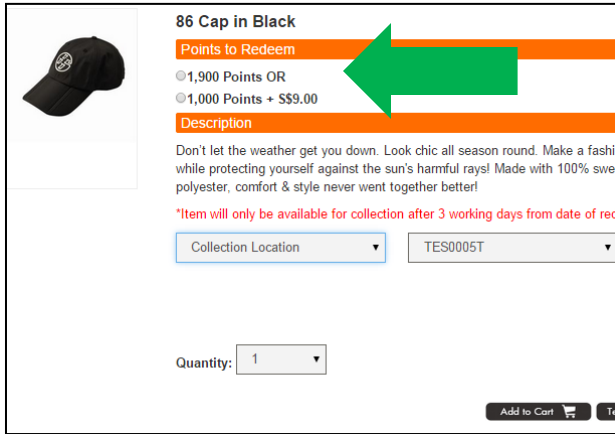 86 Cap in Black
Points to Redeem
1,900 Points OR
1,000 Points + S$9.00
Description
Don't let the weather get you down. Look chic all season round. Make a fashi
while protecting yourself against the sun's harmful rays! Made with 100% swe
polyester, comfort & style never went together better!
*Item will only be available for collection after 3 working days from date of rec
Collection Location
TES0005T
Quantity: 1
Add to Cart
Te